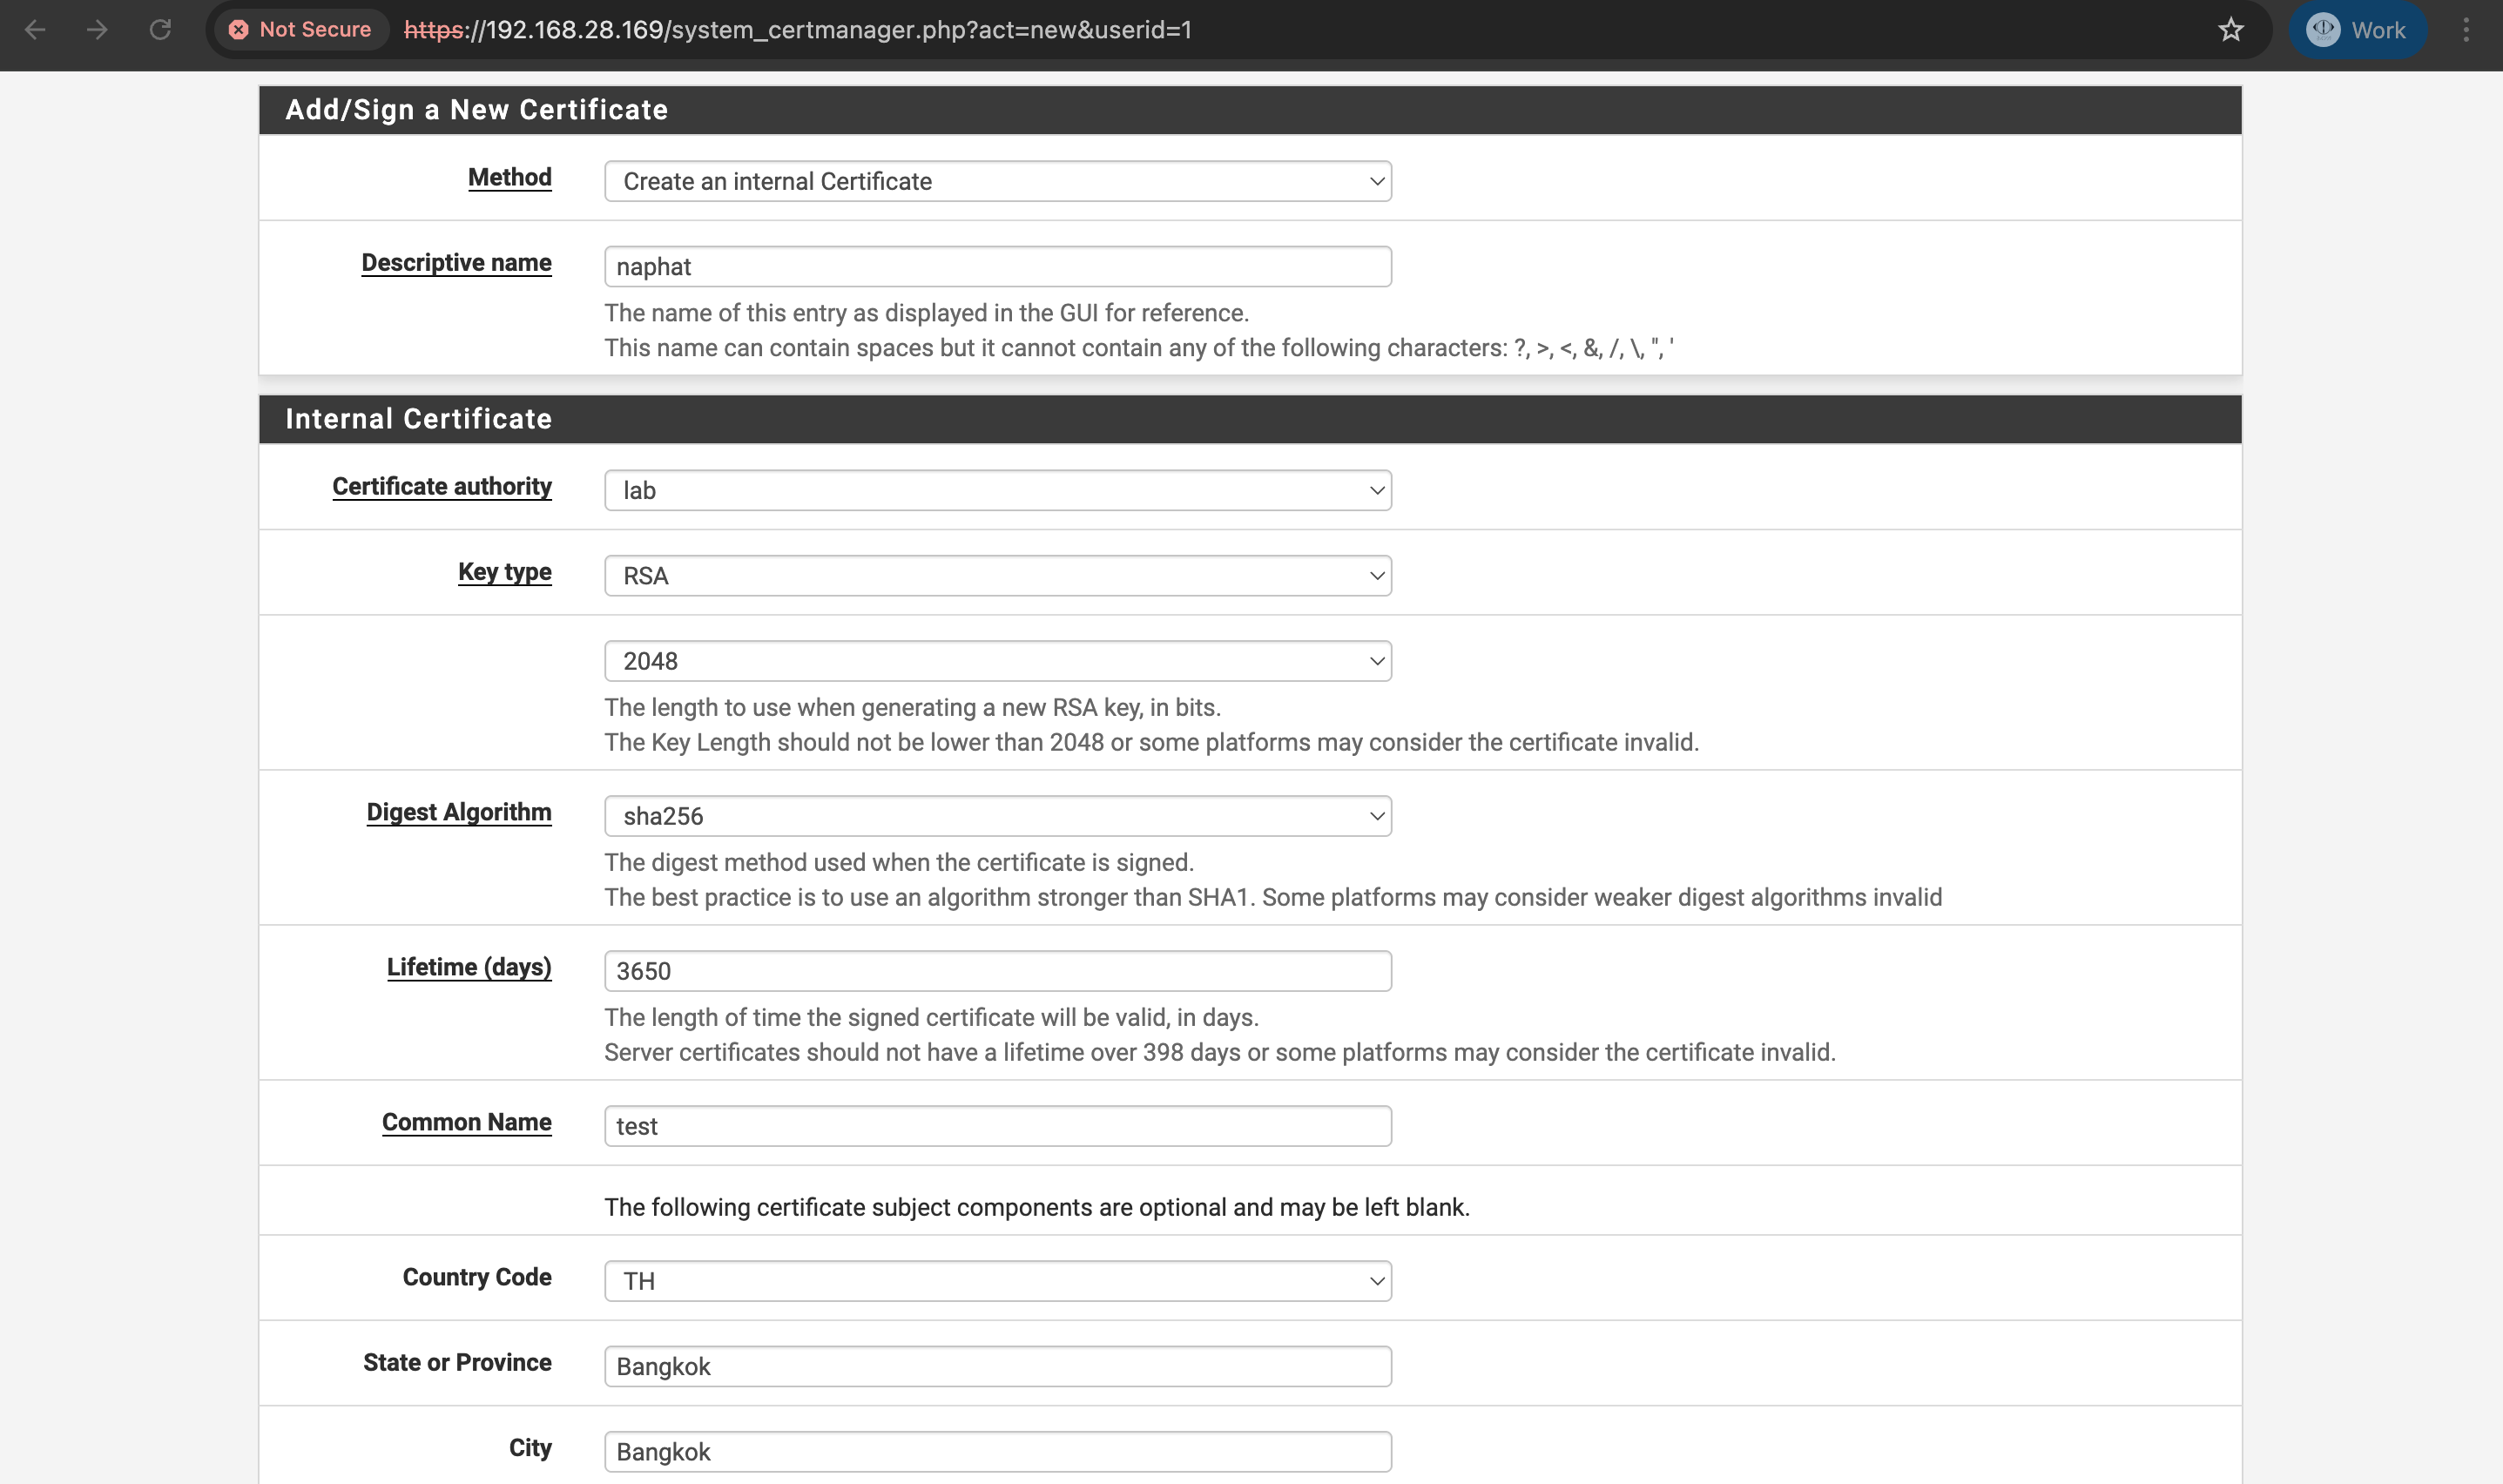 Not Secure https://192.168.28.169/system_certmanager.php?act=new&userid=1 Work
Add/Sign a New Certificate
Method Create an internal Certificate
Descriptive name naphat
The name of this entry as displayed in the GUI for reference.
This name can contain spaces but it cannot contain any of the following characters: ?, >, <, &, /, \, ", '
Internal Certificate
Certificate authority lab
Key type RSA
2048
The length to use when generating a new RSA key, in bits.
The Key Length should not be lower than 2048 or some platforms may consider the certificate invalid.
Digest Algorithm sha256
The digest method used when the certificate is signed.
The best practice is to use an algorithm stronger than SHA1. Some platforms may consider weaker digest algorithms invalid
Lifetime (days) 3650
The length of time the signed certificate will be valid, in days.
Server certificates should not have a lifetime over 398 days or some platforms may consider the certificate invalid.
Common Name test
The following certificate subject components are optional and may be left blank.
Country Code TH
State or Province Bangkok
City Bangkok